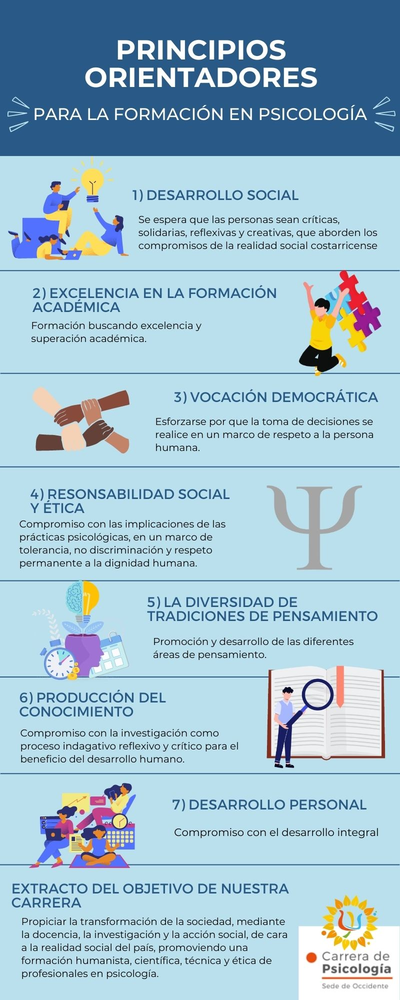 PRINCIPIOS
ORIENTADORES
PARA LA FORMACIÓN EN PSICOLOGÍA
1) DESARROLLO SOCIAL
Se espera que las personas sean críticas,
solidarias, reflexivas y creativas, que aborden los
compromisos de la realidad social costarricense
2) EXCELENCIA EN LA FORMACIÓN
ACADÉMICA
Formación buscando excelencia y
superación académica.
3) VOCACIÓN DEMOCRÁTICA
Esforzarse por que la toma de decisiones se
realice en un marco de respeto a la persona
humana.
4) RESONSABILIDAD SOCIAL
Y ÉTICA
Compromiso con las implicaciones de las
prácticas psicológicas, en un marco de
tolerancia, no discriminación y respeto
permanente a la dignidad humana.
Ψ
5) LA DIVERSIDAD DE
TRADICIONES DE PENSAMIENTO
Promoción y desarrollo de las diferentes
áreas de pensamiento.
6) PRODUCCIÓN DEL
CONOCIMIENTO
Compromiso con la investigación como
proceso indagativo reflexivo y crítico para el
beneficio del desarrollo humano.
7) DESARROLLO PERSONAL
Compromiso con el desarrollo integral
EXTRACTO DEL OBJETIVO DE NUESTRA
CARRERA
Propiciar la transformación de la sociedad, mediante
la docencia, la investigación y la acción social, de cara
a la realidad social del país, promoviendo una
formación humanista, científica, técnica y ética de
profesionales en psicología.
Carrera de
Psicología
Sede de Occidente